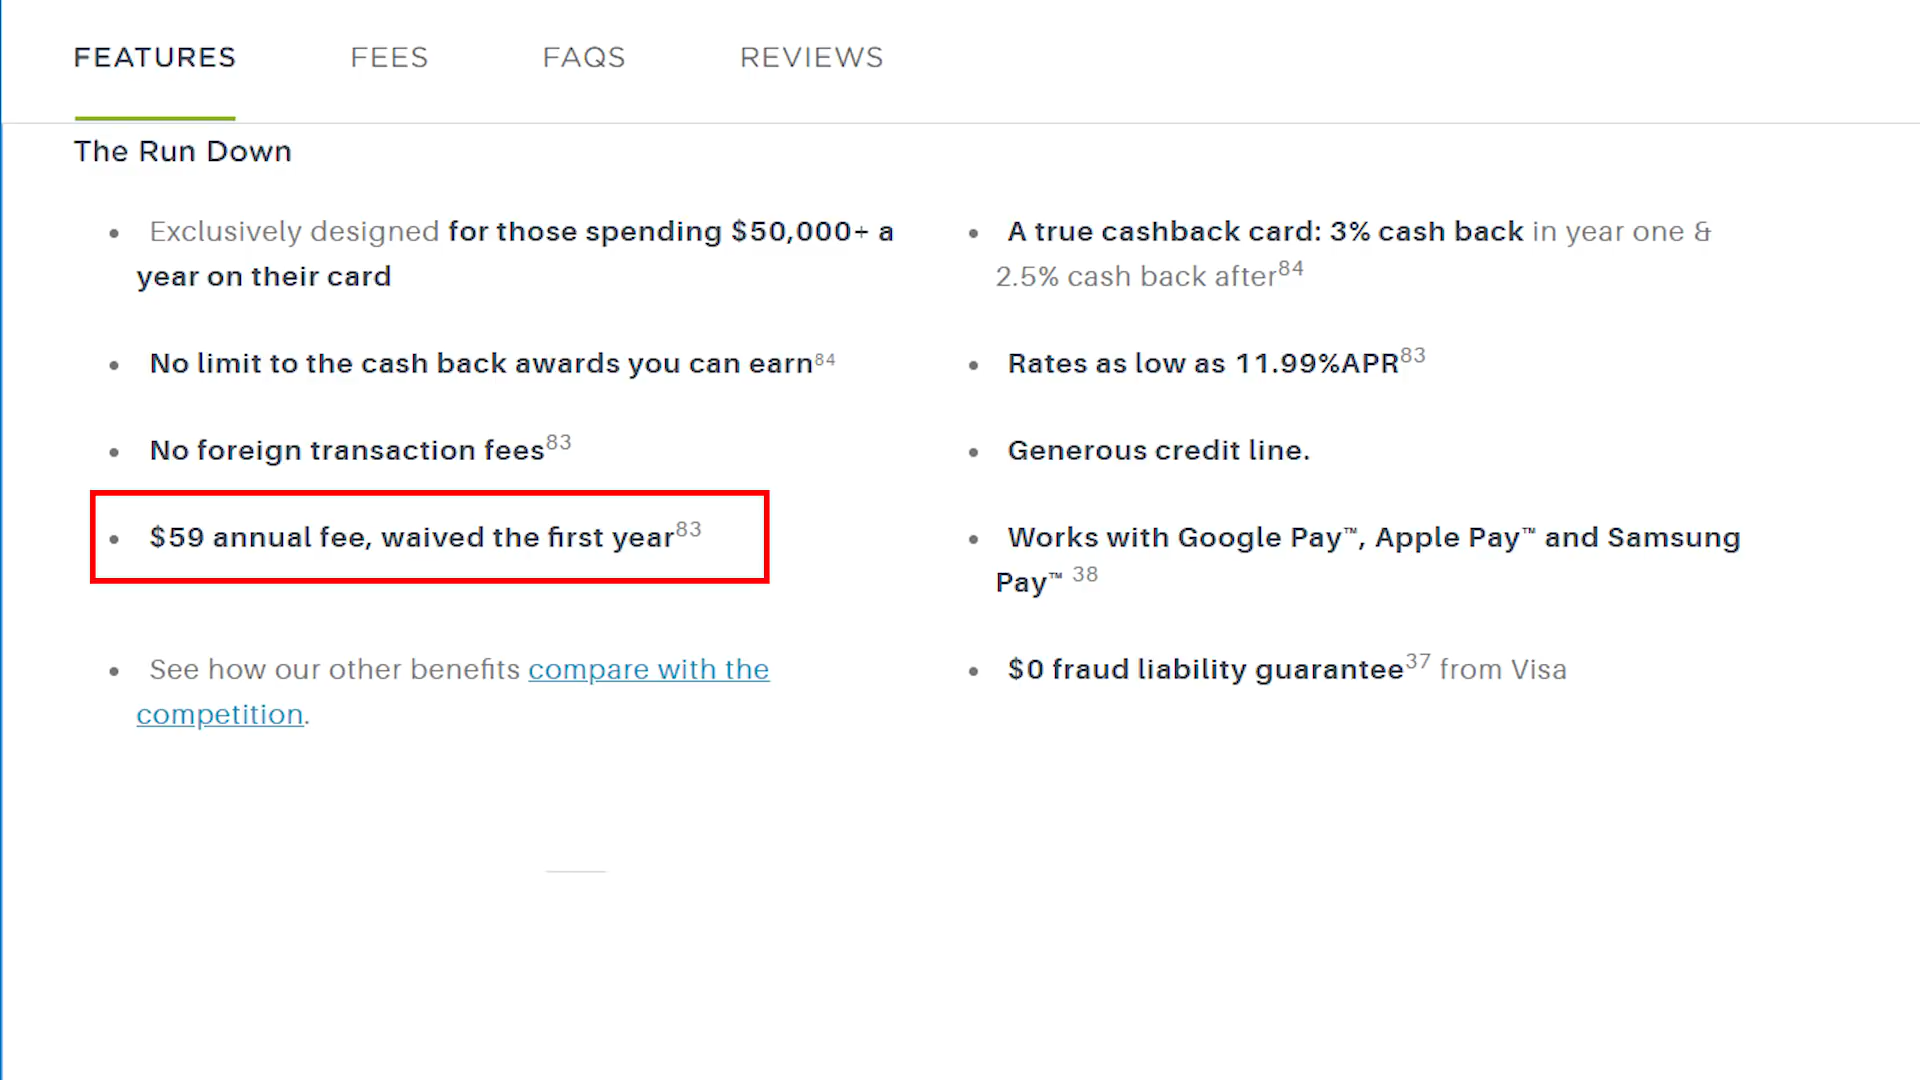 FEATURES FEES FAQS REVIEWS
The Run Down
• Exclusively designed for those spending $50,000+ a
year on their card
• No limit to the cash back awards you can earn84
• No foreign transaction fees83
• $59 annual fee, waived the first year83
• See how our other benefits compare with the
competition.
• A true cashback card: 3% cash back in year one &
2.5% cash back after84
• Rates as low as 11.99%APR83
• Generous credit line.
• Works with Google Pay™, Apple Pay™ and Samsung
Pay™ 38
• $0 fraud liability guarantee37 from Visa